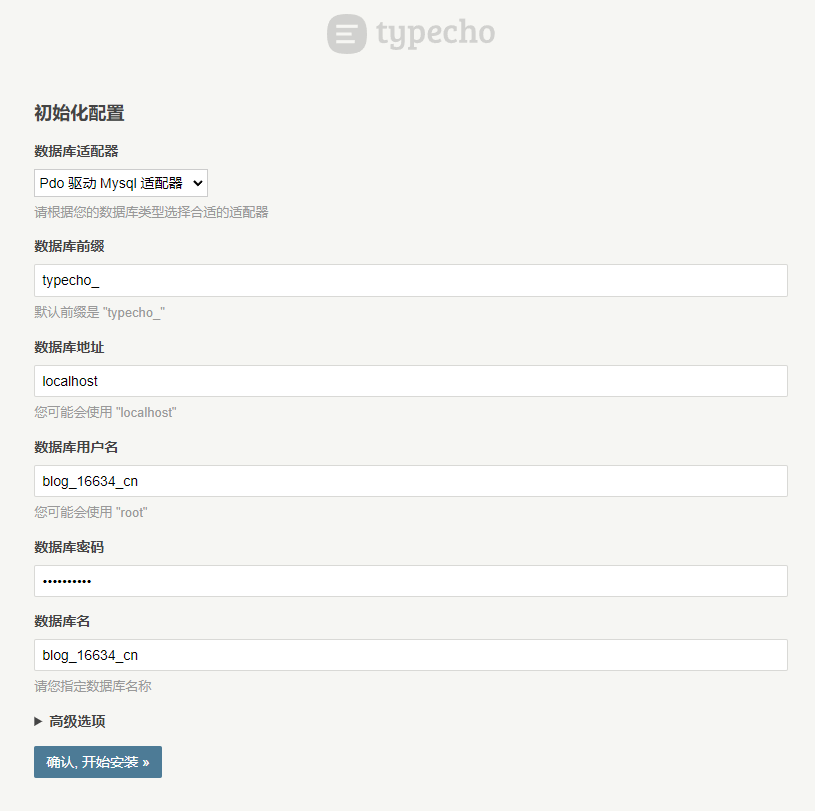 typecho
初始化配置
数据库适配器
Pdo 驱动 Mysql 适配器
请根据您的数据库类型选择合适的适配器
数据库前缀
typecho_
默认前缀是 "typecho_"
数据库地址
localhost
您可能会使用 "localhost"
数据库用户名
blog_16634_cn
您可能会使用 "root"
数据库密码
••••••••••
数据库名
blog_16634_cn
请您指定数据库名称
高级选项
确认, 开始安装 »